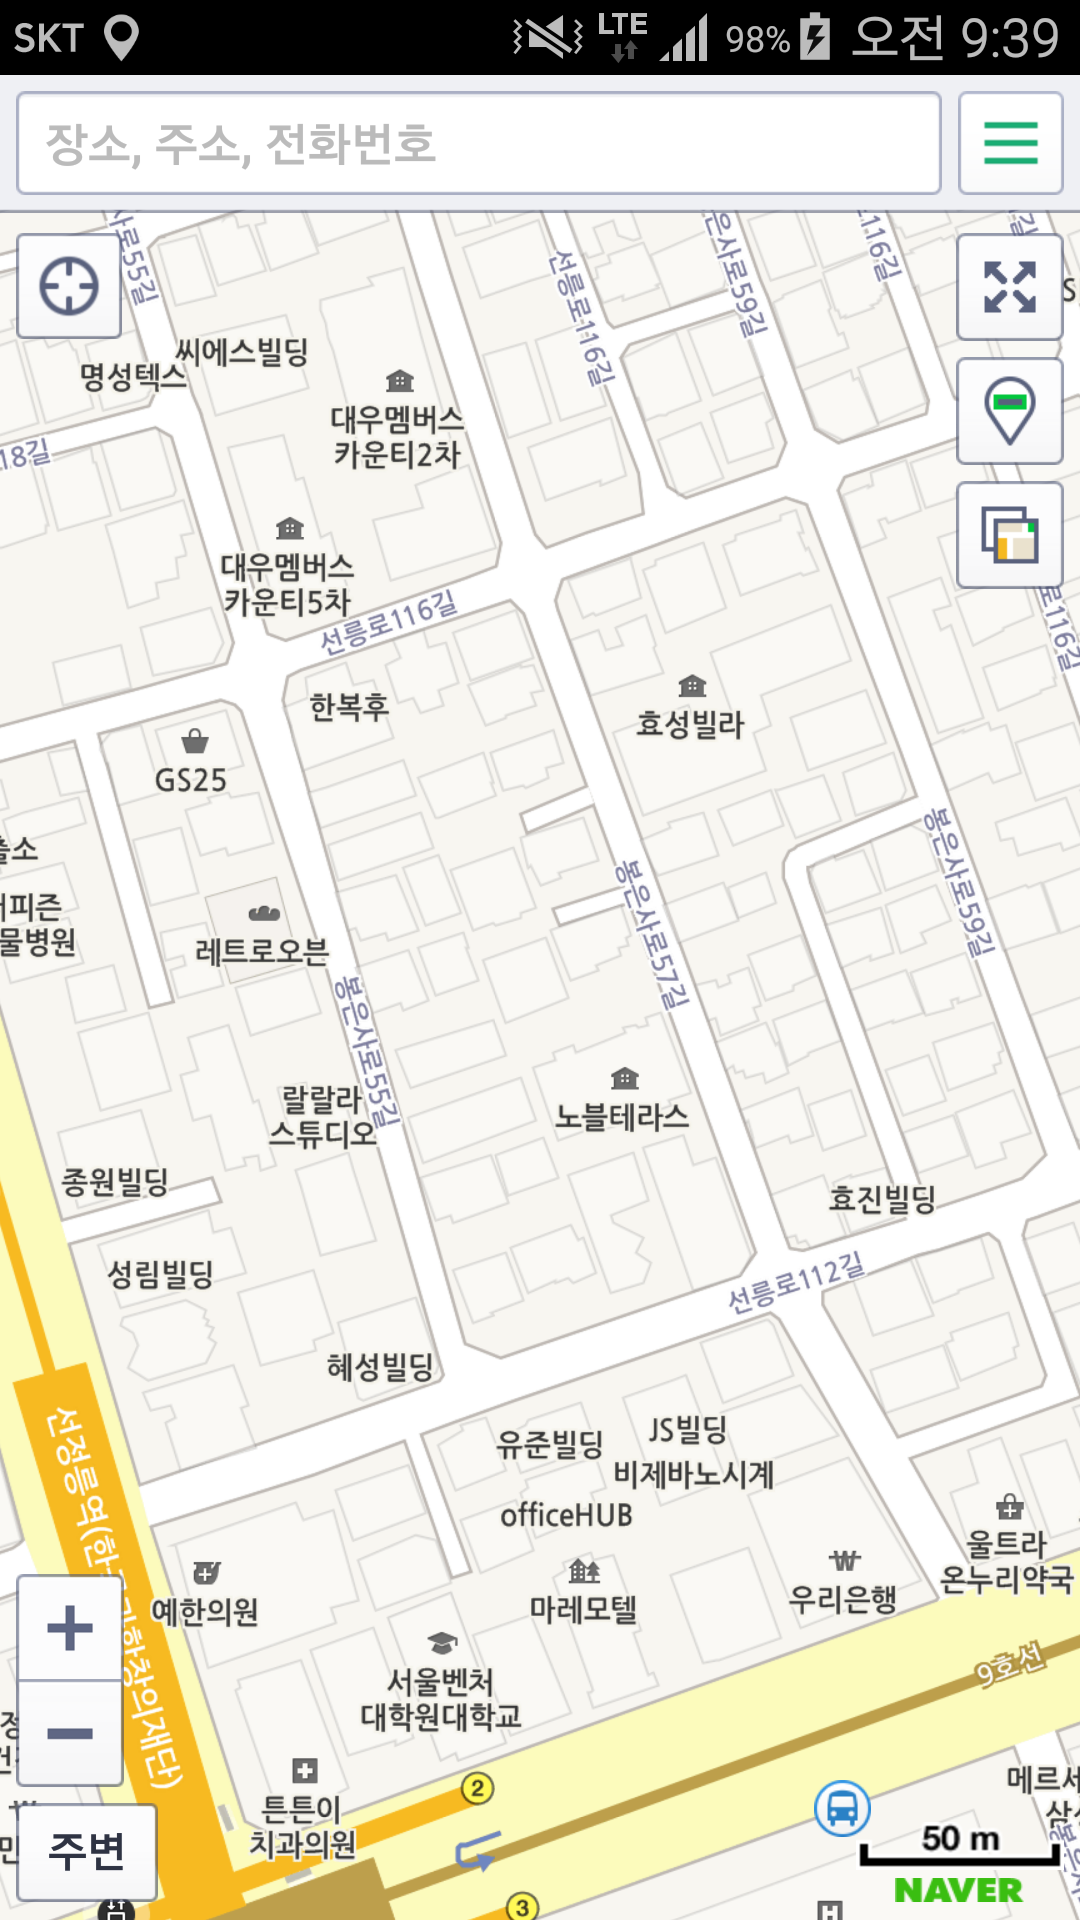 SKT
LTE
98%
오전 9:39
장소, 주소, 전화번호
선릉로116길
씨에스빌딩
명성텍스
대우멤버스
카운티2차
대우멤버스
카운티5차
선릉로116길
한복후
효성빌라
GS25
레트로오븐
봉은사로57길
봉은사로59길
봉은사로55길
랄랄라
스튜디오
노블테라스
종원빌딩
효진빌딩
성림빌딩
선릉로112길
혜성빌딩
유준빌딩
JS빌딩
비제바노시계
officeHUB
울트라
온누리약국
예한의원
마레모텔
우리은행
서울벤처
대학원대학교
9호선
튼튼이
치과의원
2
3
주변
50 m
NAVER